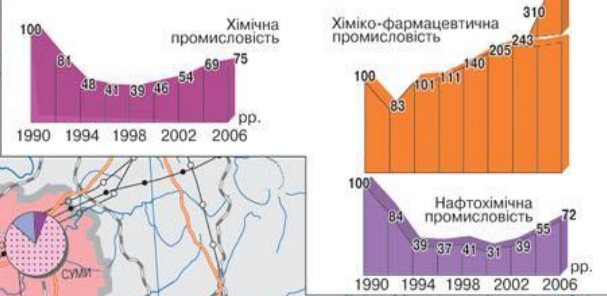 Хімічна
промисловість
100
81
48
41
39
46
54
69
75
рр.
1990 1994 1998 2002 2006
Хіміко-фармацевтична
промисловість
100
83
101
111
140
205
243
310
Нафтохімічна
промисловість
100
84
39
37
41
31
39
55
72
рр.
1990 1994 1998 2002 2006
СУМИ